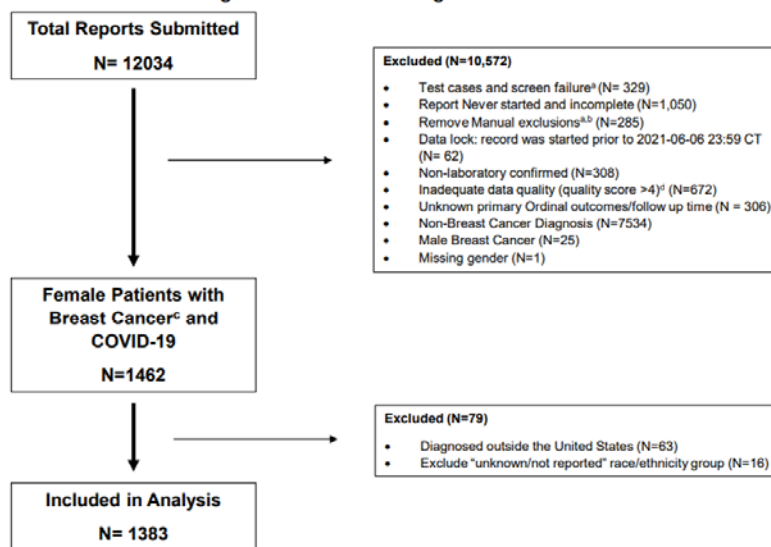 Total Reports Submitted
N= 12034
Excluded (N=10,572)
• Test cases and screen failureᵃ (N= 329)
• Report Never started and incomplete (N=1,050)
• Remove Manual exclusionsᵃ,ᵇ (N=285)
• Data lock: record was started prior to 2021-06-06 23:59 CT
(N= 62)
• Non-laboratory confirmed (N=308)
• Inadequate data quality (quality score >4)ᵈ (N=672)
• Unknown primary Ordinal outcomes/follow up time (N = 306)
• Non-Breast Cancer Diagnosis (N=7534)
• Male Breast Cancer (N=25)
• Missing gender (N=1)
Female Patients with
Breast Cancerᶜ and
COVID-19
N=1462
Excluded (N=79)
• Diagnosed outside the United States (N=63)
• Exclude “unknown/not reported” race/ethnicity group (N=16)
Included in Analysis
N= 1383